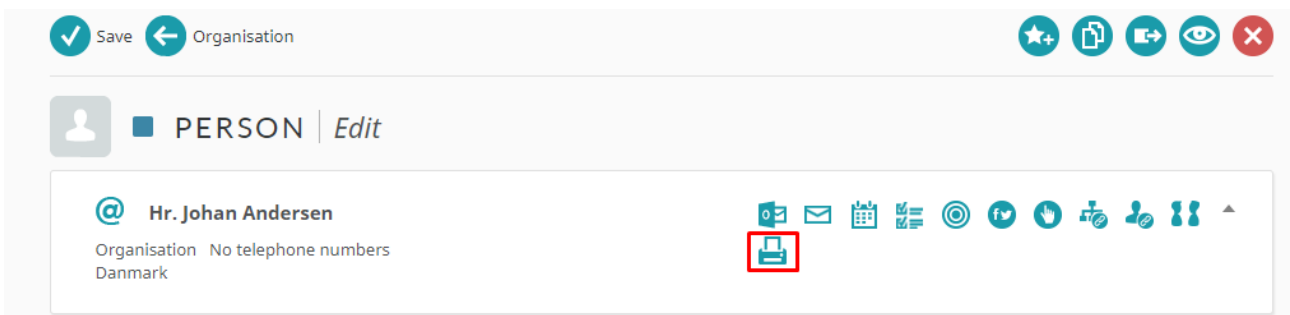 Save Organisation
PERSON Edit
@ Hr. Johan Andersen
Organisation No telephone numbers
Danmark